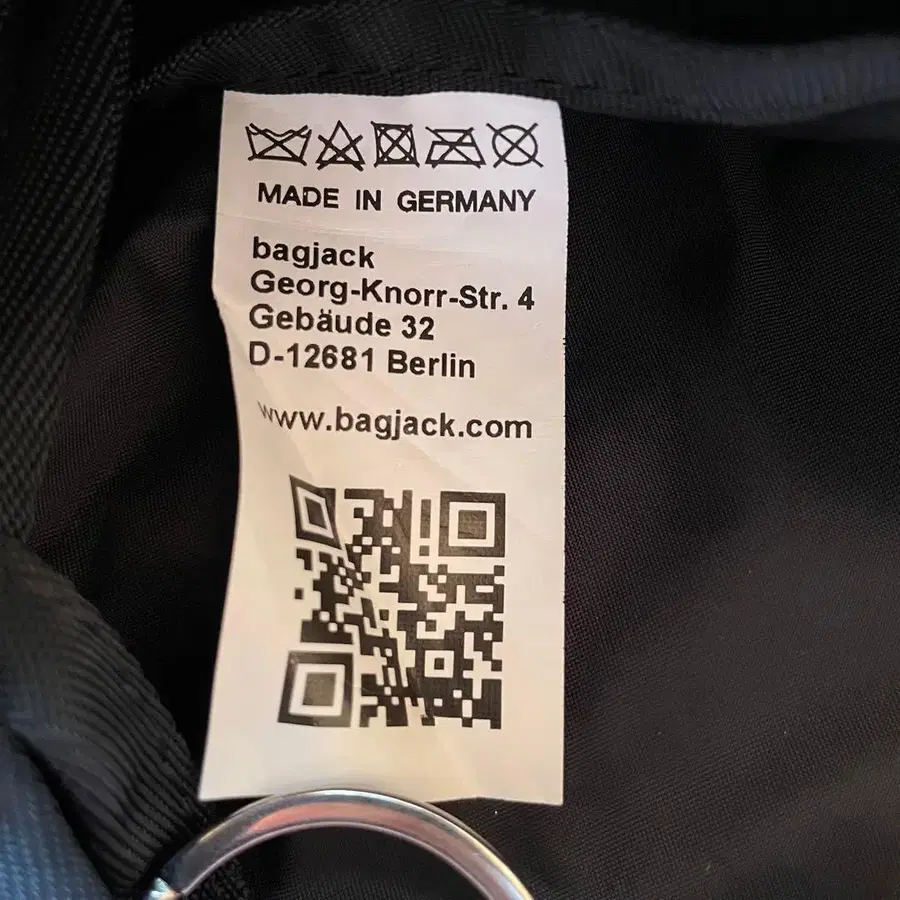 MADE IN GERMANY
bagjack
Georg-Knorr-Str. 4
Gebäude 32
D-12681 Berlin
www.bagjack.com